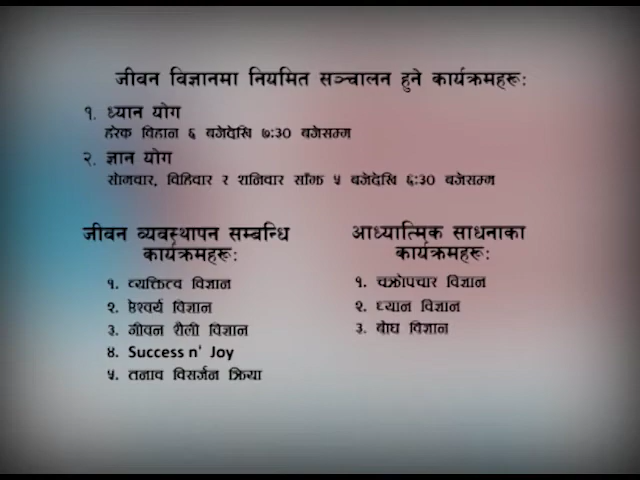 जीवन विज्ञानमा नियमित सञ्चालन हुने कार्यक्रमहरू:
१. ध्यान योग
हरेक विहान ६ बजेदेखि ७:३० बजेसम्म
२. ज्ञान योग
सोमवार, विहिवार र शनिवार साँझ ५ बजेदेखि ६:३० बजेसम्म
जीवन व्यवस्थापन सम्बन्धि
कार्यक्रमहरू:
१. व्यक्तित्व विज्ञान
२. ऐश्वर्य विज्ञान
३. जीवन शैली विज्ञान
४. Success n' Joy
५. तनाव विसर्जन क्रिया
आध्यात्मिक साधनाका
कार्यक्रमहरू:
१. चक्रोपचार विज्ञान
२. ध्यान विज्ञान
३. बोध विज्ञान